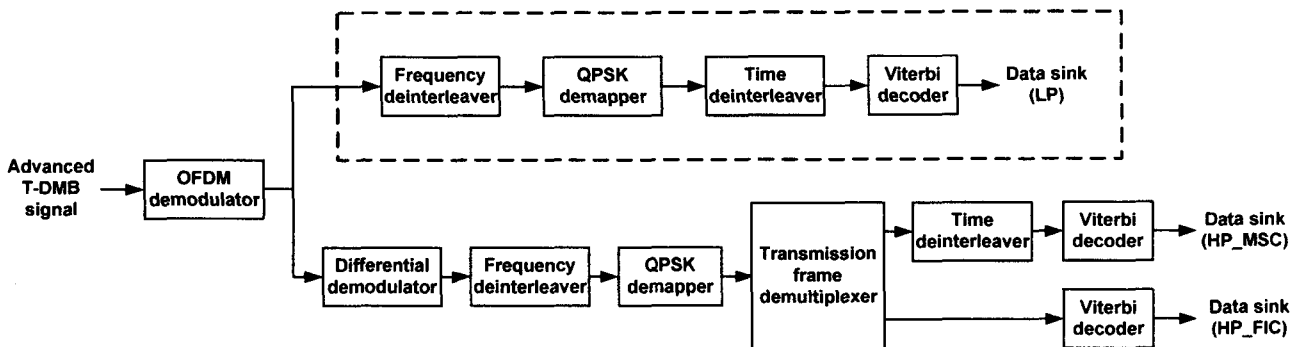 Frequency
deinterleaver
QPSK
demapper
Time
deinterleaver
Viterbi
decoder
Data sink
(LP)
Advanced
T-DMB
signal
OFDM
demodulator
Differential
demodulator
Frequency
deinterleaver
QPSK
demapper
Transmission
frame
demultiplexer
Time
deinterleaver
Viterbi
decoder
Data sink
(HP_MSC)
Viterbi
decoder
Data sink
(HP_FIC)